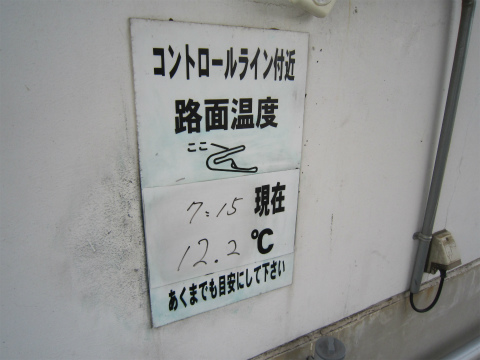 コントロールライン付近
路面温度
ここ
7:15 現在
12.2 ℃
あくまでも目安にして下さい